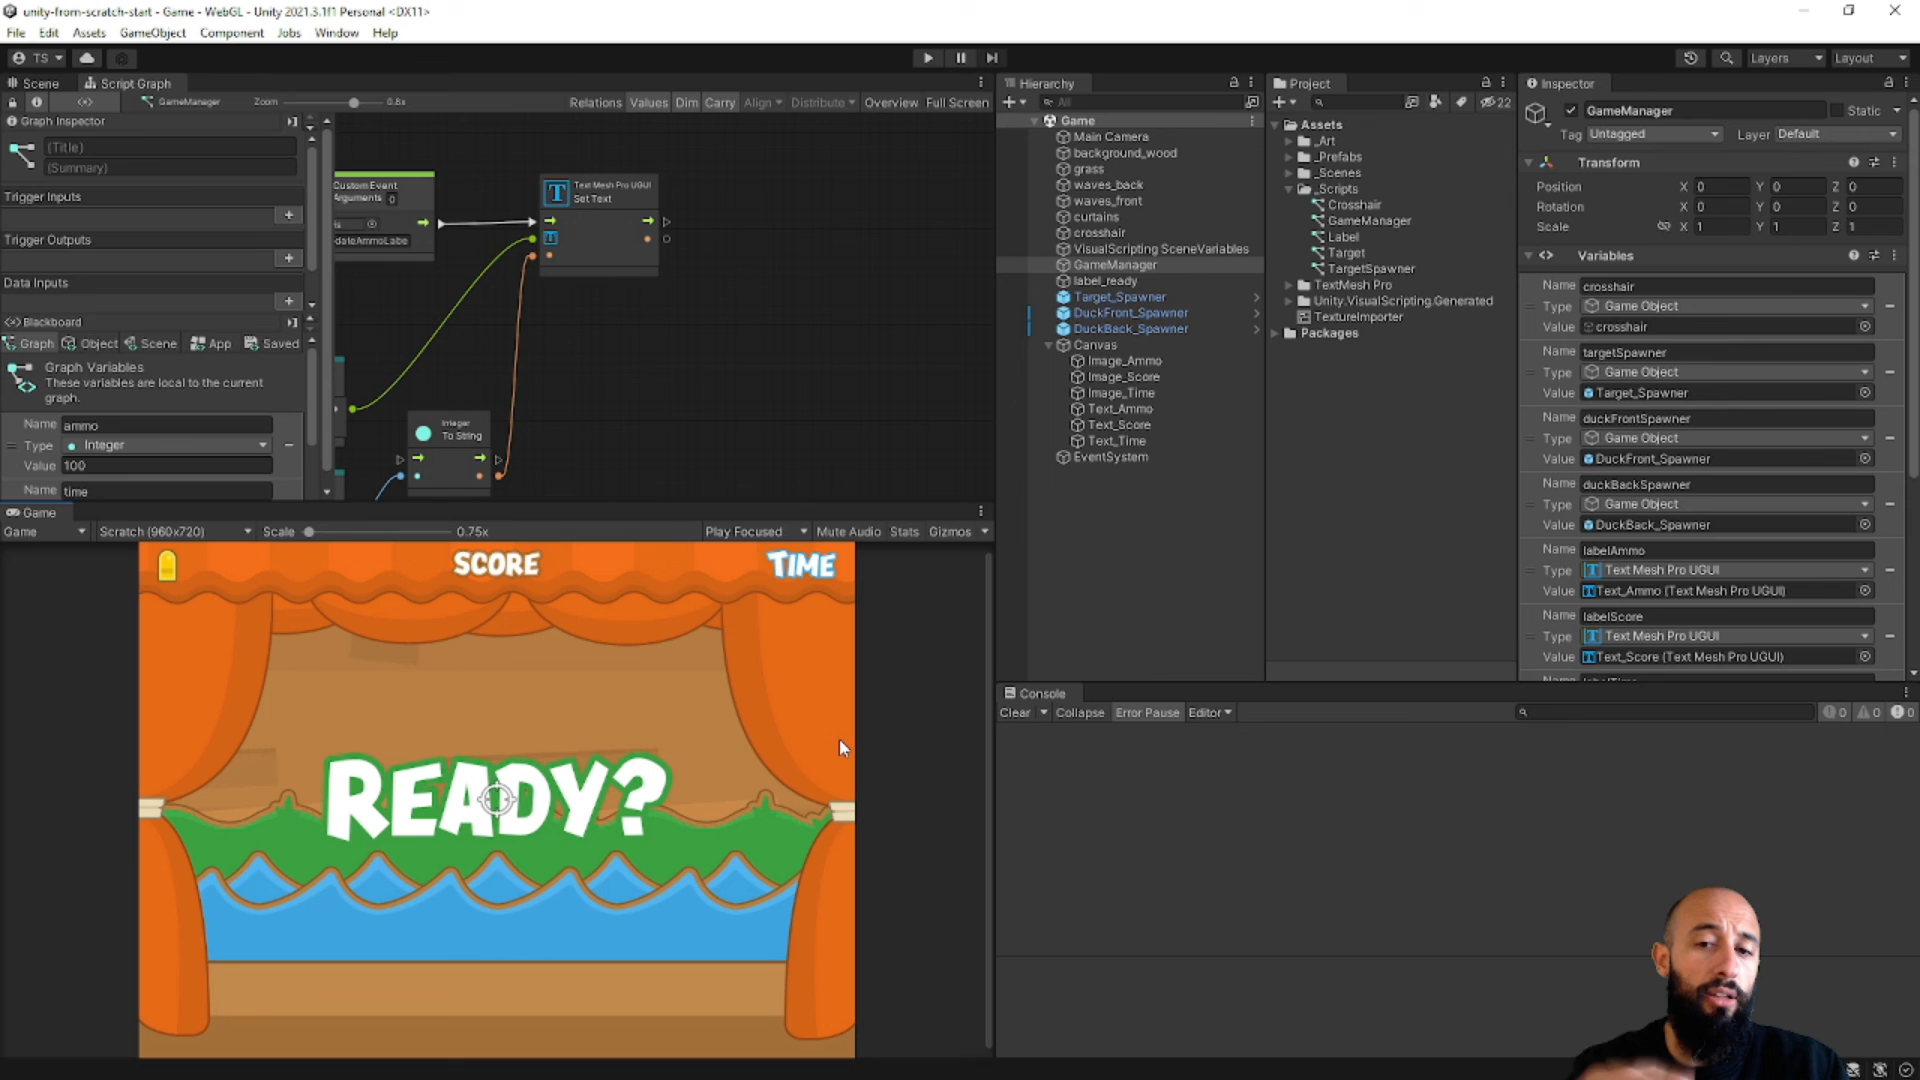 unity-from-scratch-start - Game - WebGL - Unity 2021.3.1f1 Personal <DX11>
File Edit Assets GameObject Component Jobs Window Help
TS Layers Layout
Scene Script Graph
GameManager Zoom 0.8x Relations Values Dim Carry Align Distribute Overview Full Screen
Graph Inspector
(Title)
(Summary)
Trigger Inputs
Trigger Outputs
Data Inputs
Blackboard
Graph Object Scene App Saved
Graph Variables
These variables are local to the current
graph.
Name ammo
Type Integer
Value 100
Name time
Custom Event
Arguments 0
dateAmmoLabe
Text Mesh Pro UGUI
Set Text
Integer
To String
Game
Game Scratch (960x720) Scale 0.75x Play Focused Mute Audio Stats Gizmos
SCORE TIME
READY?
Hierarchy
All
Game
Main Camera
background_wood
grass
waves_back
waves_front
curtains
crosshair
VisualScripting SceneVariables
GameManager
label_ready
Target_Spawner
DuckFront_Spawner
DuckBack_Spawner
Canvas
Image_Ammo
Image_Score
Image_Time
Text_Ammo
Text_Score
Text_Time
EventSystem
Project
22
Assets
_Art
_Prefabs
_Scenes
_Scripts
Crosshair
GameManager
Label
Target
TargetSpawner
TextMesh Pro
Unity.VisualScripting.Generated
TextureImporter
Packages
Inspector
GameManager Static
Tag Untagged Layer Default
Transform
Position X 0 Y 0 Z 0
Rotation X 0 Y 0 Z 0
Scale X 1 Y 1 Z 1
Variables
Name crosshair
Type Game Object
Value crosshair
Name targetSpawner
Type Game Object
Value Target_Spawner
Name duckFrontSpawner
Type Game Object
Value DuckFront_Spawner
Name duckBackSpawner
Type Game Object
Value DuckBack_Spawner
Name labelAmmo
Type Text Mesh Pro UGUI
Value Text_Ammo (Text Mesh Pro UGUI)
Name labelScore
Type Text Mesh Pro UGUI
Value Text_Score (Text Mesh Pro UGUI)
Console
Clear Collapse Error Pause Editor 0 0 0